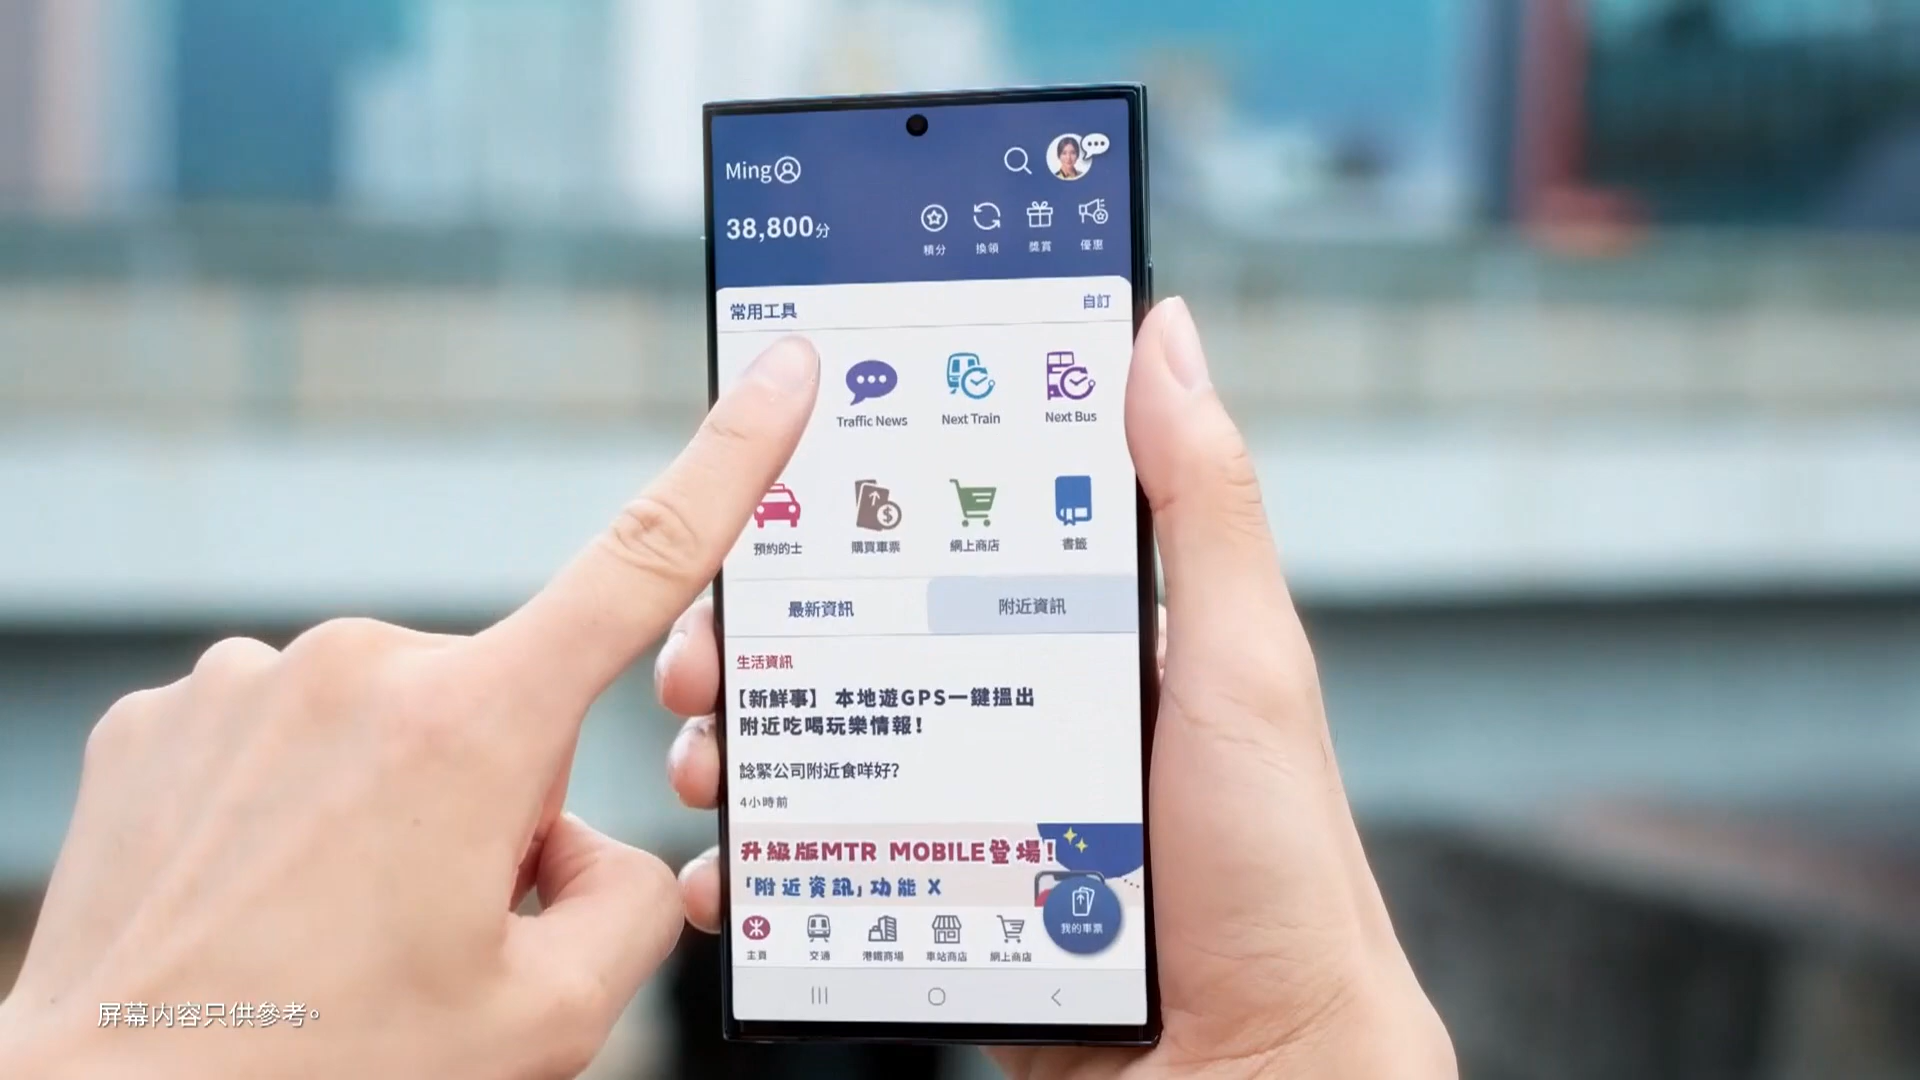 Ming
38,800分
積分 換領 獎賞 優惠
常用工具 自訂
Traffic News Next Train Next Bus
預約的士 購買車票 網上商店 書籤
最新資訊 附近資訊
生活資訊
【新鮮事】 本地遊GPS一鍵搵出
附近吃喝玩樂情報！
諗緊公司附近食咩好？
4小時前
升級版MTR MOBILE登場！
「附近資訊」功能 X
我的車票
主頁 交通 港鐵商場 車站商店 網上商店
屏幕内容只供參考。